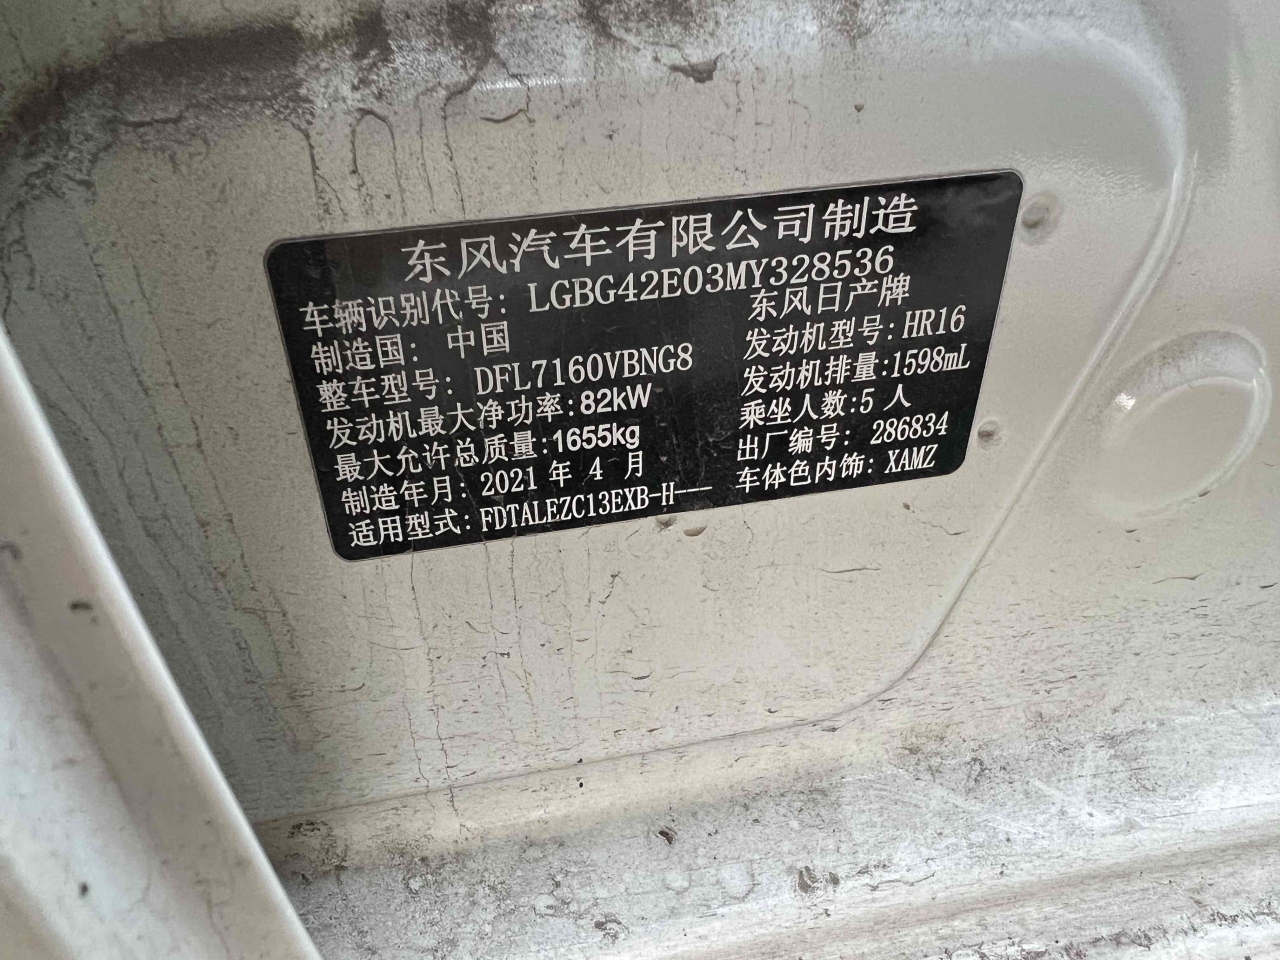 东风汽车有限公司制造
车辆识别代号: LGBG42E03MY328536
制造国: 中国 东风日产牌
整车型号: DFL7160VBNG8 发动机型号: HR16
发动机最大净功率: 82kW 发动机排量: 1598mL
最大允许总质量: 1655kg 乘坐人数: 5 人
制造年月: 2021 年 4 月 出厂编号: 286834
适用型式: FDTALEZC13EXB-H--- 车体色内饰: XAMZ